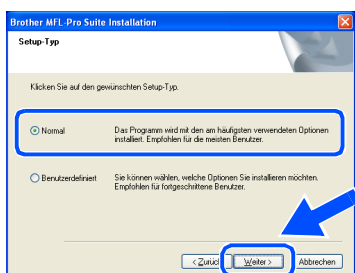 Brother MFL-Pro Suite Installation
Setup-Typ
Klicken Sie auf den gewünschten Setup-Typ.
Normal
Das Programm wird mit den am häufigsten verwendeten Optionen
installiert. Empfohlen für die meisten Benutzer.
Benutzerdefiniert
Sie können wählen, welche Optionen Sie installieren möchten.
Empfohlen für fortgeschrittene Benutzer.
< Zurück
Weiter >
Abbrechen